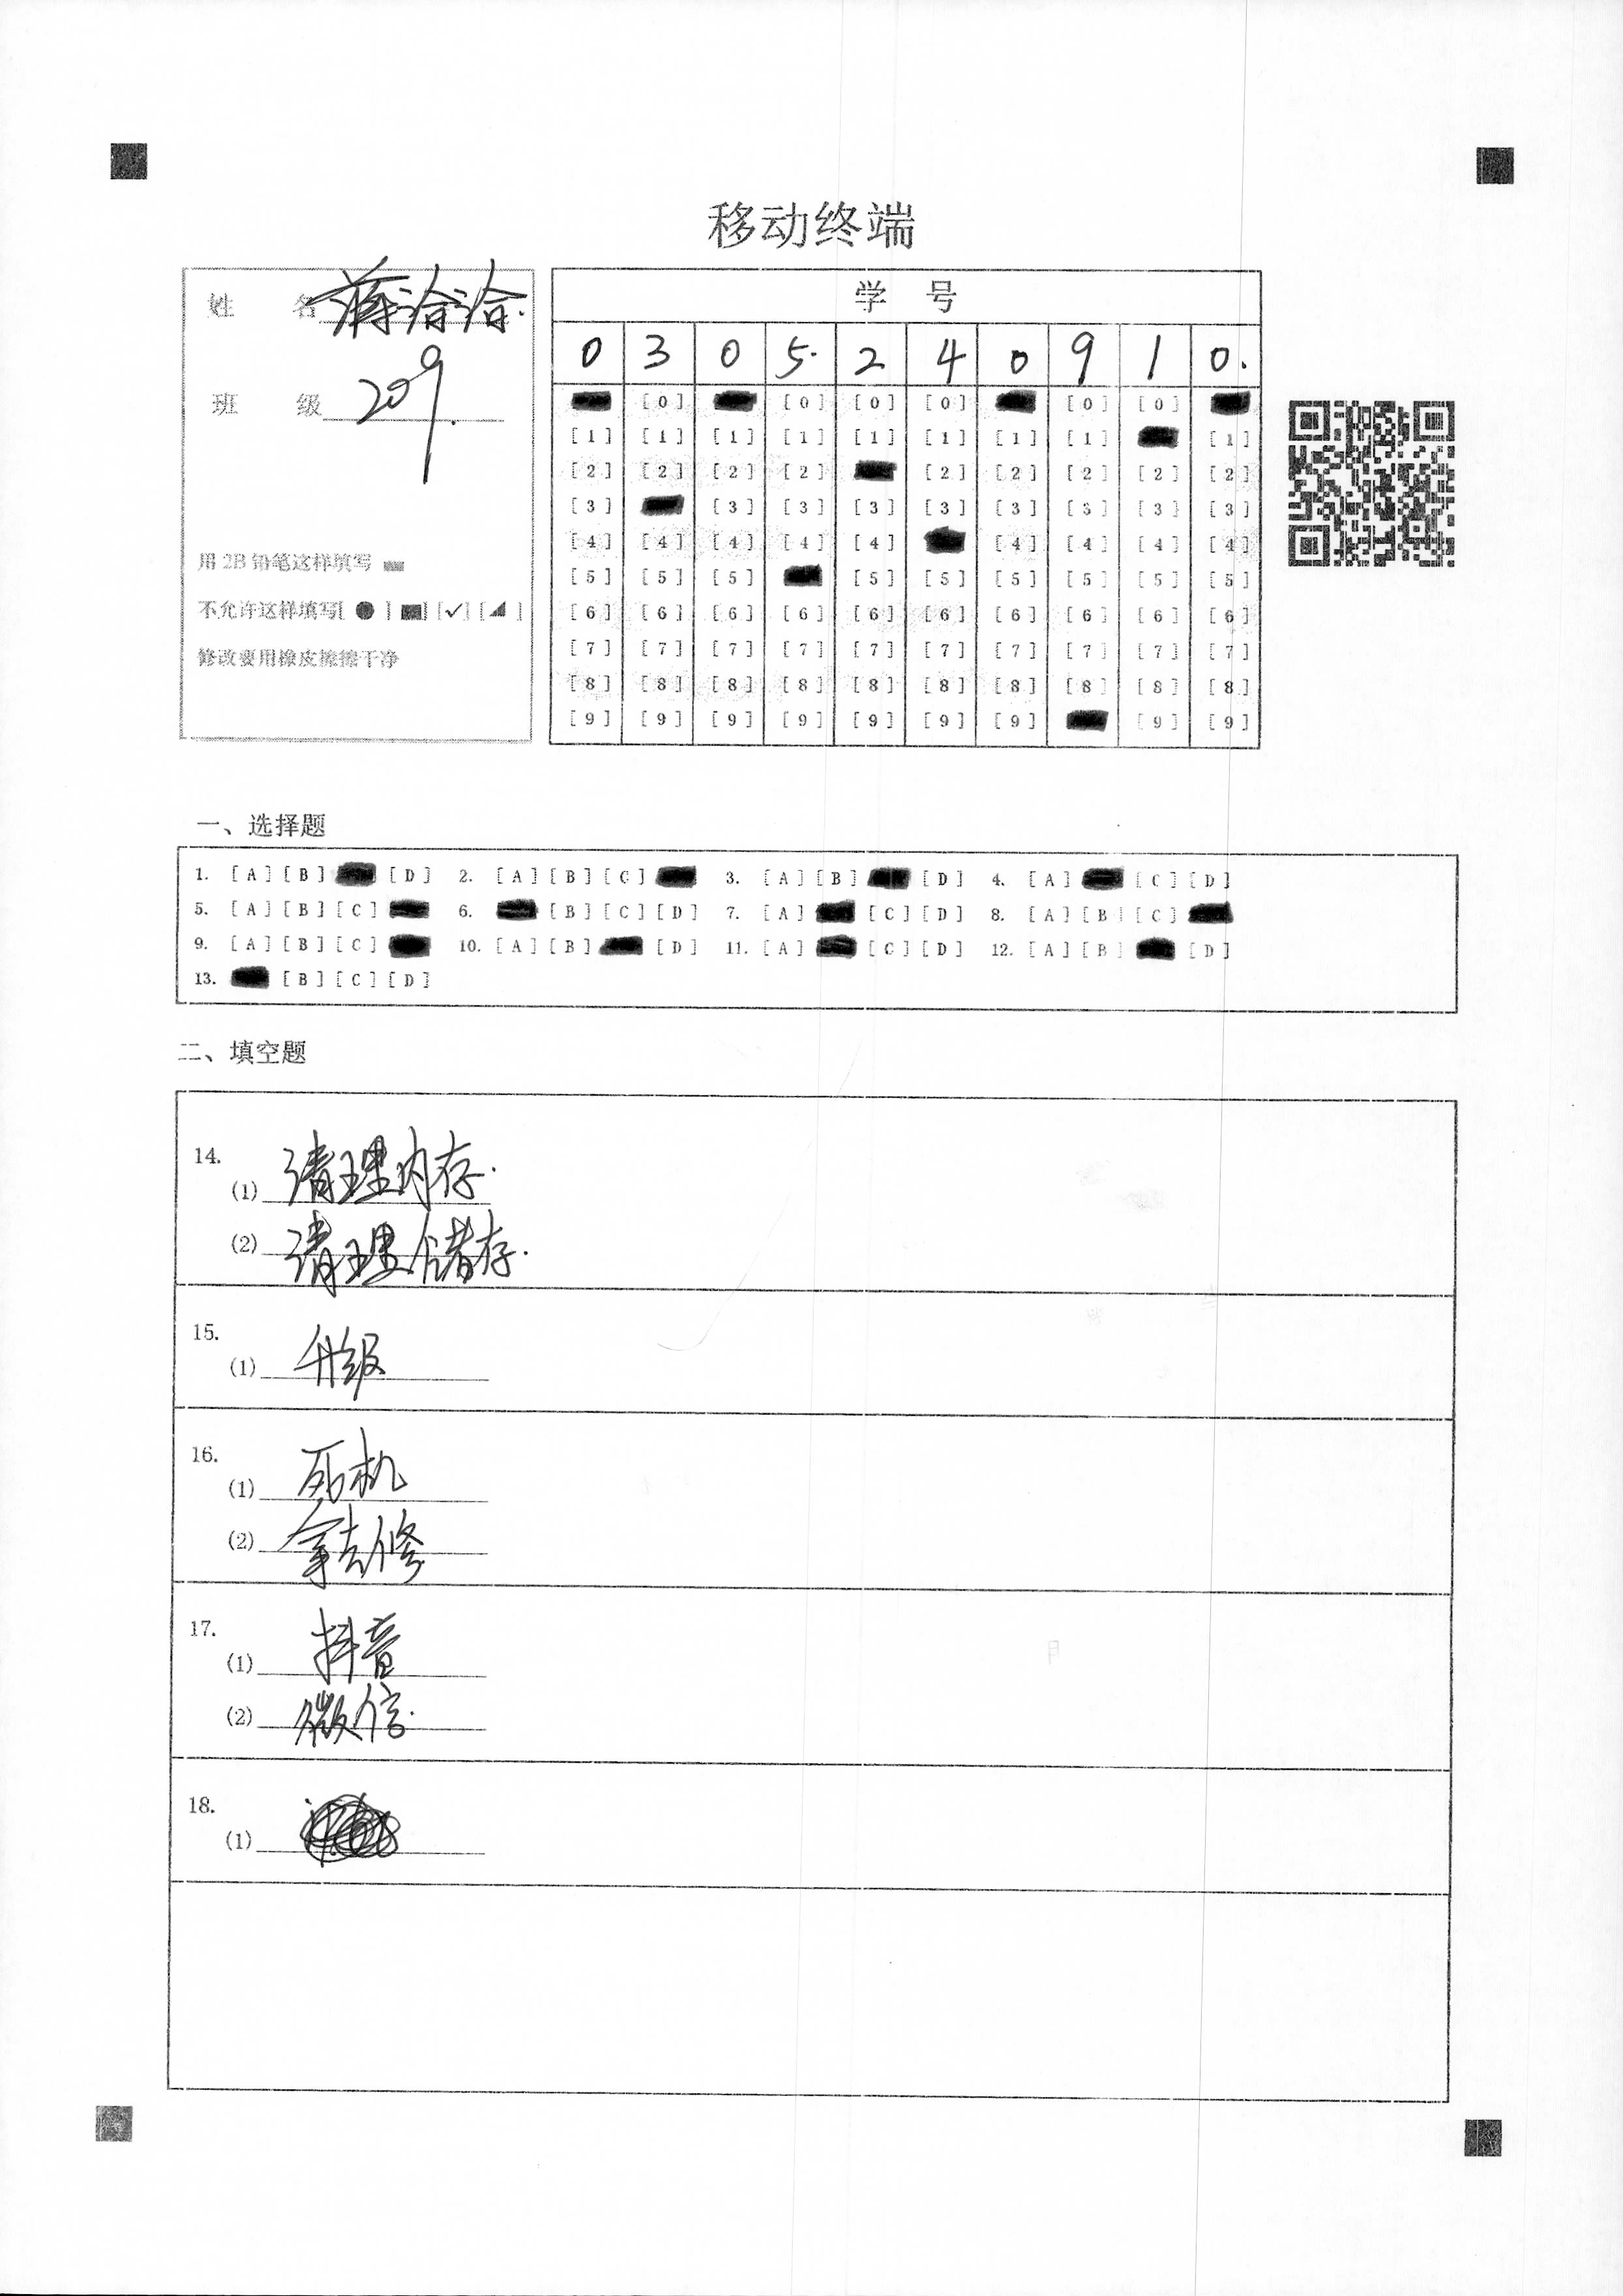 移动终端
姓 名 蒋洽洽.
班 级 209.
用 2B 铅笔这样填写
不允许这样填写[ ● ] [■] [✓] [◢ ]
修改要用橡皮擦擦干净
学 号
0 3 0 5. 2 4 0 9 1 0.
[0] [0] [0] [0] [0] [0]
[1] [1] [1] [1] [1] [1] [1] [1] [1]
[2] [2] [2] [2] [2] [2] [2] [2] [2]
[3] [3] [3] [3] [3] [3] [3] [3] [3]
[4] [4] [4] [4] [4] [4] [4] [4] [4]
[5] [5] [5] [5] [5] [5] [5] [5] [5]
[6] [6] [6] [6] [6] [6] [6] [6] [6] [6]
[7] [7] [7] [7] [7] [7] [7] [7] [7] [7]
[8] [8] [8] [8] [8] [8] [8] [8] [8] [8]
[9] [9] [9] [9] [9] [9] [9] [9] [9]
一、选择题
1. [A] [B] [D] 2. [A] [B] [C] 3. [A] [B] [D] 4. [A] [C] [D]
5. [A] [B] [C] 6. [B] [C] [D] 7. [A] [C] [D] 8. [A] [B] [C]
9. [A] [B] [C] 10. [A] [B] [D] 11. [A] [C] [D] 12. [A] [B] [D]
13. [B] [C] [D]
二、填空题
14.
(1) 清理内存.
(2) 清理储存.
15.
(1) 升级
16.
(1) 死机
(2) 拿去修
17.
(1) 抖音
(2) 微信.
18.
(1)